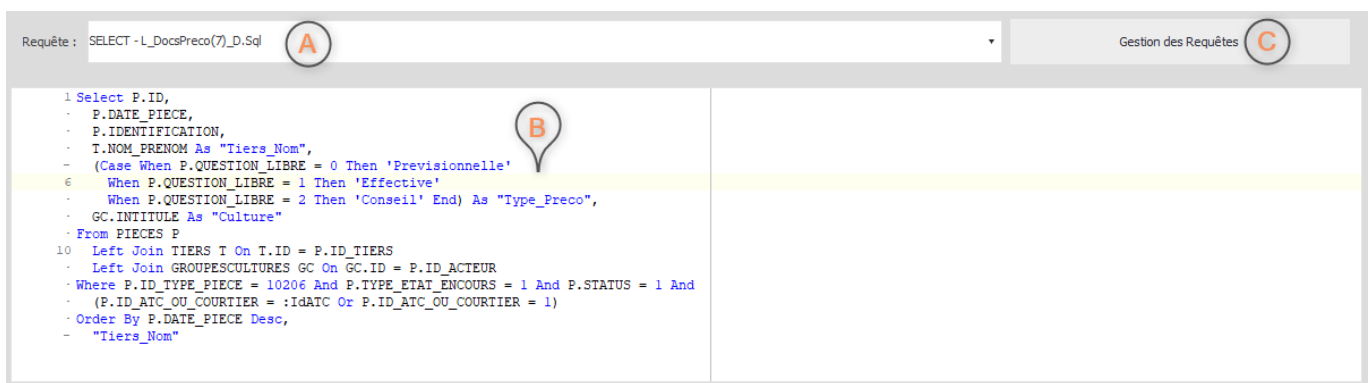 Requête : SELECT - L_DocsPreco(7)_D.Sql A Gestion des Requêtes C
1 Select P.ID,
P.DATE_PIECE,
P.IDENTIFICATION,
T.NOM_PRENOM As "Tiers_Nom",
(Case When P.QUESTION_LIBRE = 0 Then 'Previsionnelle'
6 When P.QUESTION_LIBRE = 1 Then 'Effective'
When P.QUESTION_LIBRE = 2 Then 'Conseil' End) As "Type_Preco",
GC.INTITULE As "Culture"
From PIECES P
10 Left Join TIERS T On T.ID = P.ID_TIERS
Left Join GROUPESCULTURES GC On GC.ID = P.ID_ACTEUR
Where P.ID_TYPE_PIECE = 10206 And P.TYPE_ETAT_ENCOURS = 1 And P.STATUS = 1 And
(P.ID_ATC_OU_COURTIER = :IdATC Or P.ID_ATC_OU_COURTIER = 1)
Order By P.DATE_PIECE Desc,
"Tiers_Nom"
B